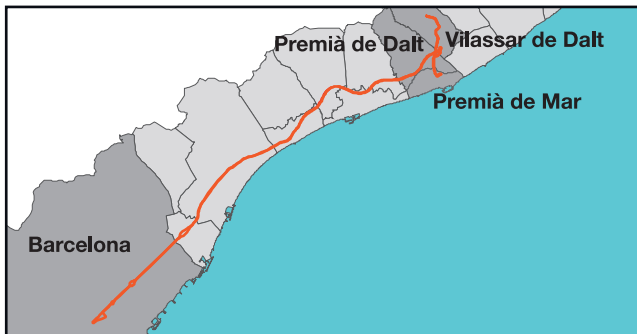 Premià de Dalt
Vilassar de Dalt
Premià de Mar
Barcelona